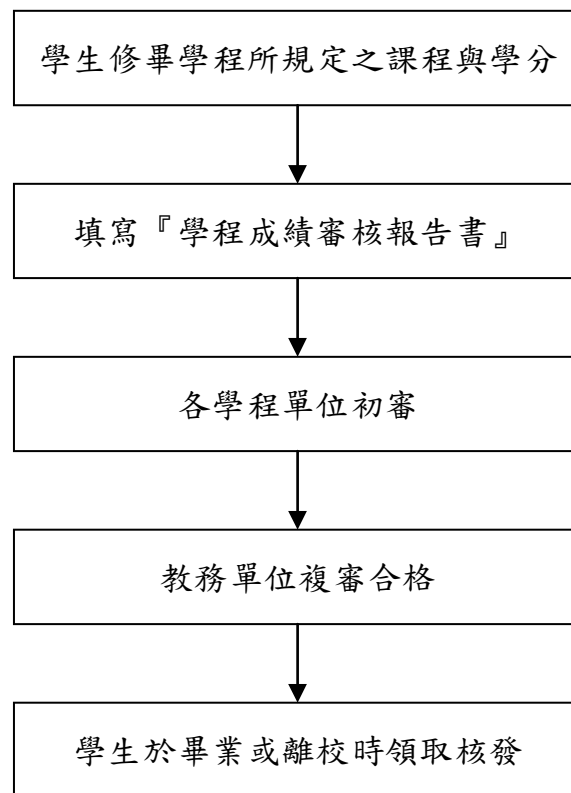 學生修畢學程所規定之課程與學分
填寫『學程成績審核報告書』
各學程單位初審
教務單位複審合格
學生於畢業或離校時領取核發